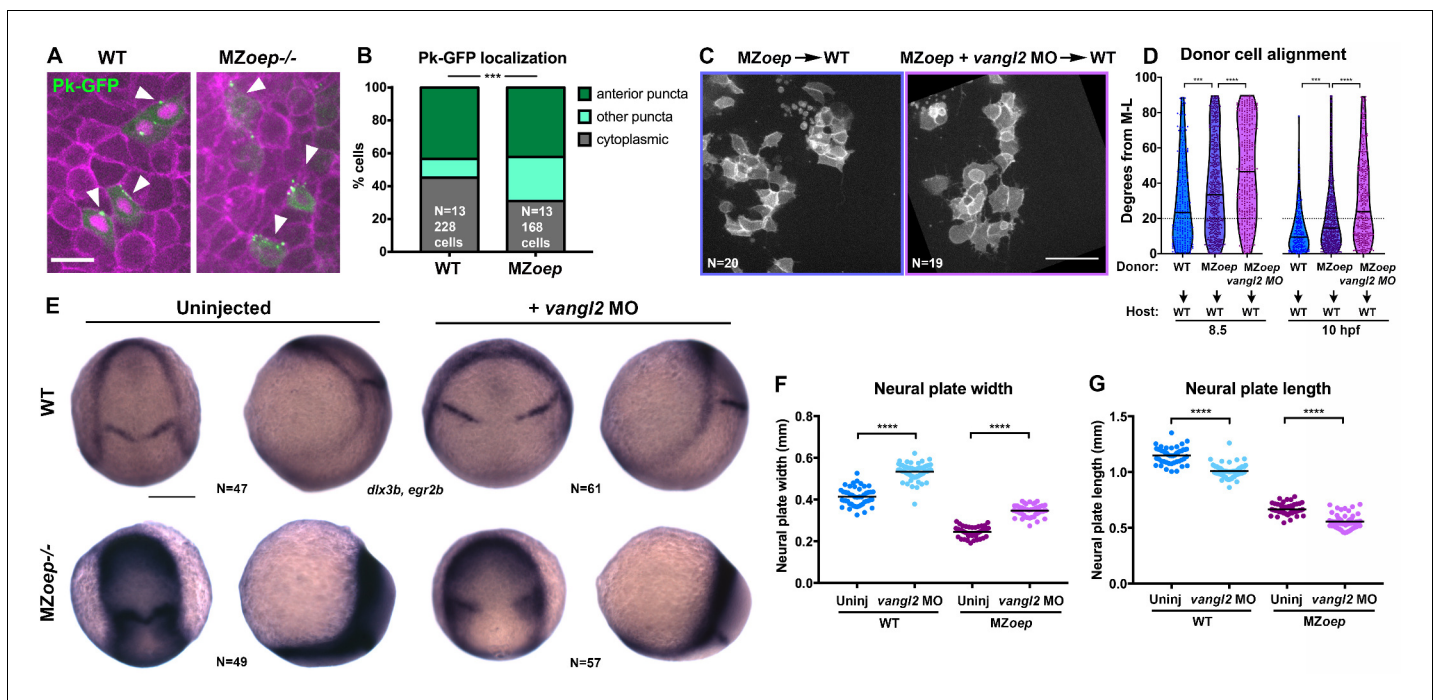 A
WT
MZoep-/-
Pk-GFP
B
Pk-GFP localization
***
100
80
60
40
20
0
% cells
anterior puncta
other puncta
cytoplasmic
N=13
228
cells
N=13
168
cells
WT
MZoep
C
MZoep → WT
MZoep + vangl2 MO → WT
N=20
N=19
D
Donor cell alignment
*** **** *** ****
100
80
60
40
20
0
Degrees from M-L
Donor: WT MZoep MZoep vangl2 MO WT MZoep MZoep vangl2 MO
Host: WT WT WT WT WT WT
8.5 10 hpf
E
Uninjected
+ vangl2 MO
WT
N=47
dlx3b, egr2b
N=61
MZoep-/-
N=49
N=57
F
Neural plate width
**** ****
0.8
0.6
0.4
0.2
0.0
Neural plate width (mm)
Uninj vangl2 MO Uninj vangl2 MO
WT MZoep
G
Neural plate length
**** ****
1.5
1.0
0.5
0.0
Neural plate length (mm)
Uninj vangl2 MO Uninj vangl2 MO
WT MZoep